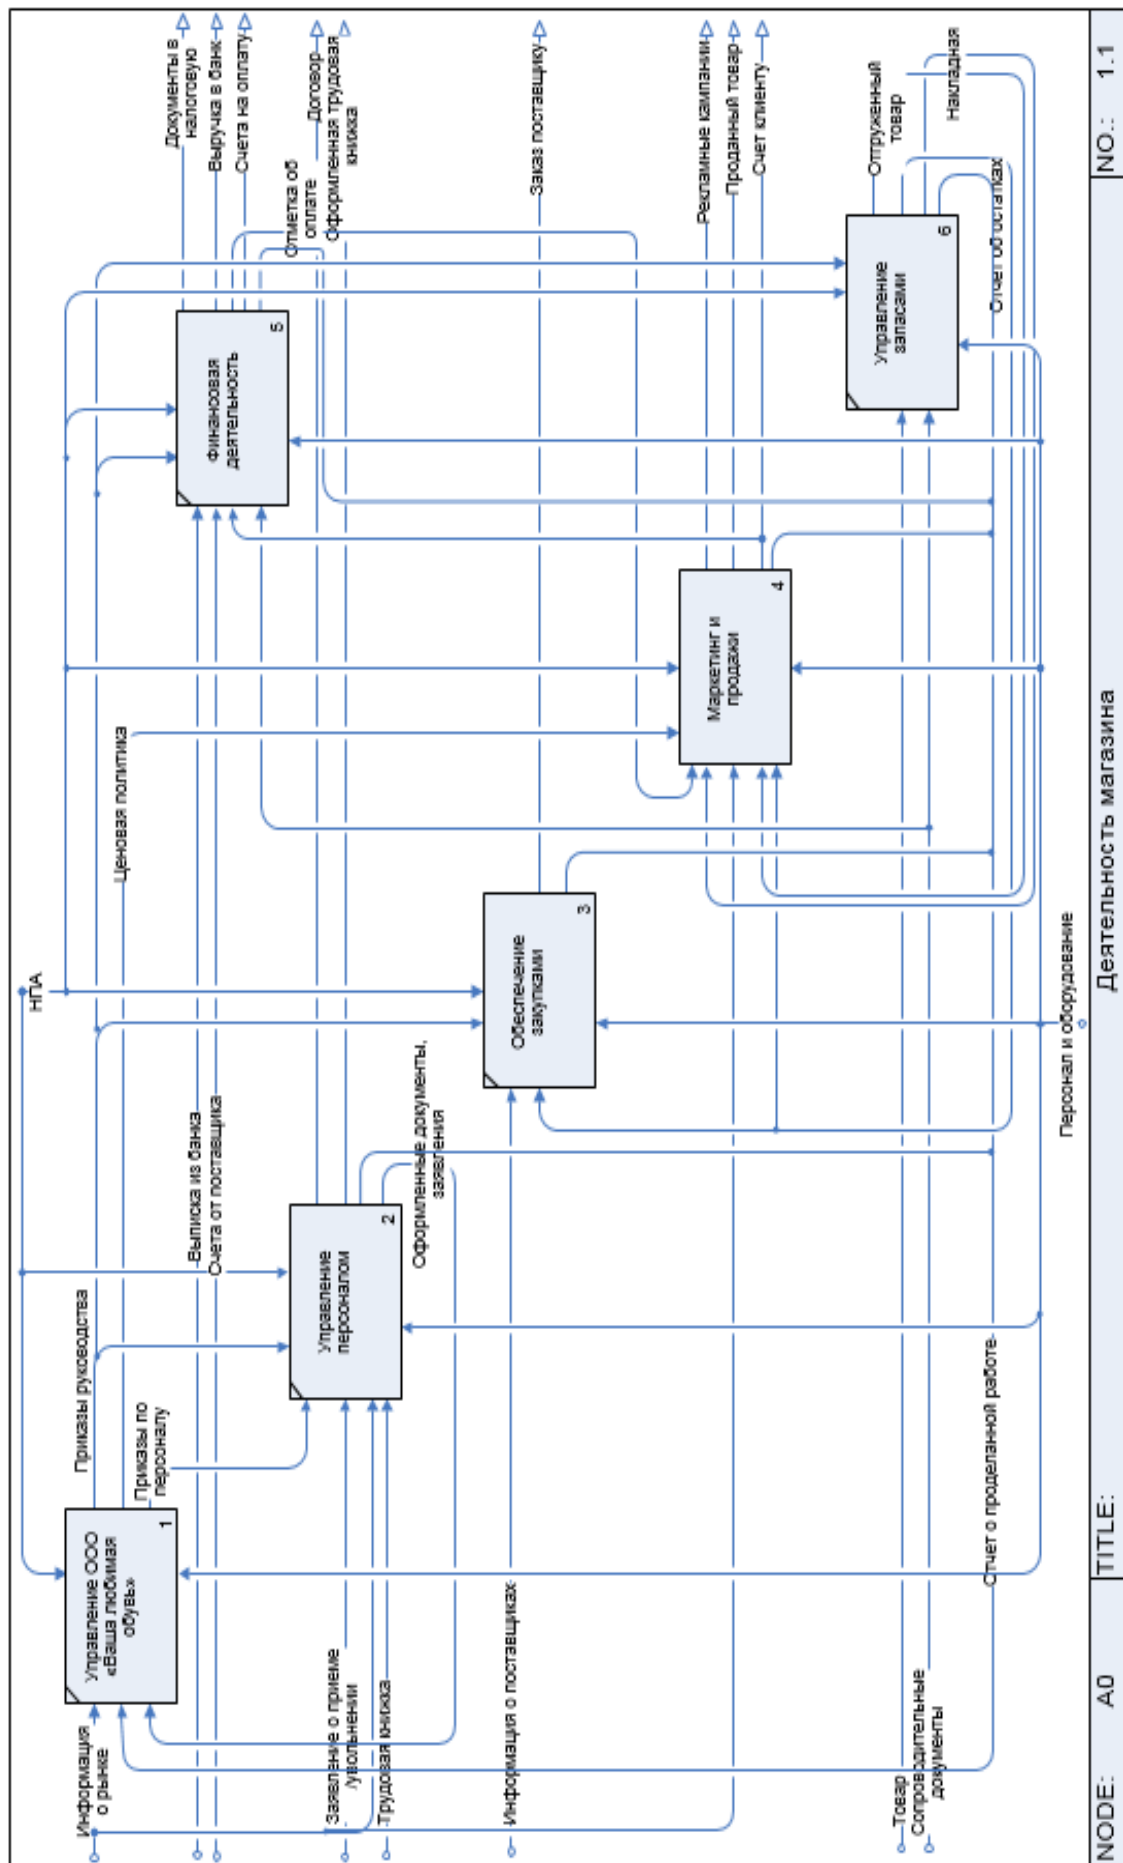 НПА
Приказы руководства
Ценовая политика
Приказы по
персоналу
Управление ООО
«Ваша любимая
обувь»
1
Информация
о рынке
Выписка из банка
Счета от поставщика
Финансовая
деятельность
5
Документы в
налоговую
Выручка в банк
Счета на оплату
Отметка об
оплате
Договор
Оформленная трудовая
книжка
Управление
персоналом
2
Заявление о приеме
/увольнении
Трудовая книжка
Оформленные документы,
заявления
Обеспечение
закупками
3
Информация о поставщиках
Заказ поставщику
Маркетинг и
продажи
4
Рекламные кампании
Проданный товар
Счет клиенту
Управление
запасами
6
Отгруженный
товар
Накладная
Отчет об остатках
Товар
Сопроводительные
документы
Отчет о проделанной работе
Персонал и оборудование
NODE: A0
TITLE: Деятельность магазина
NO.: 1.1